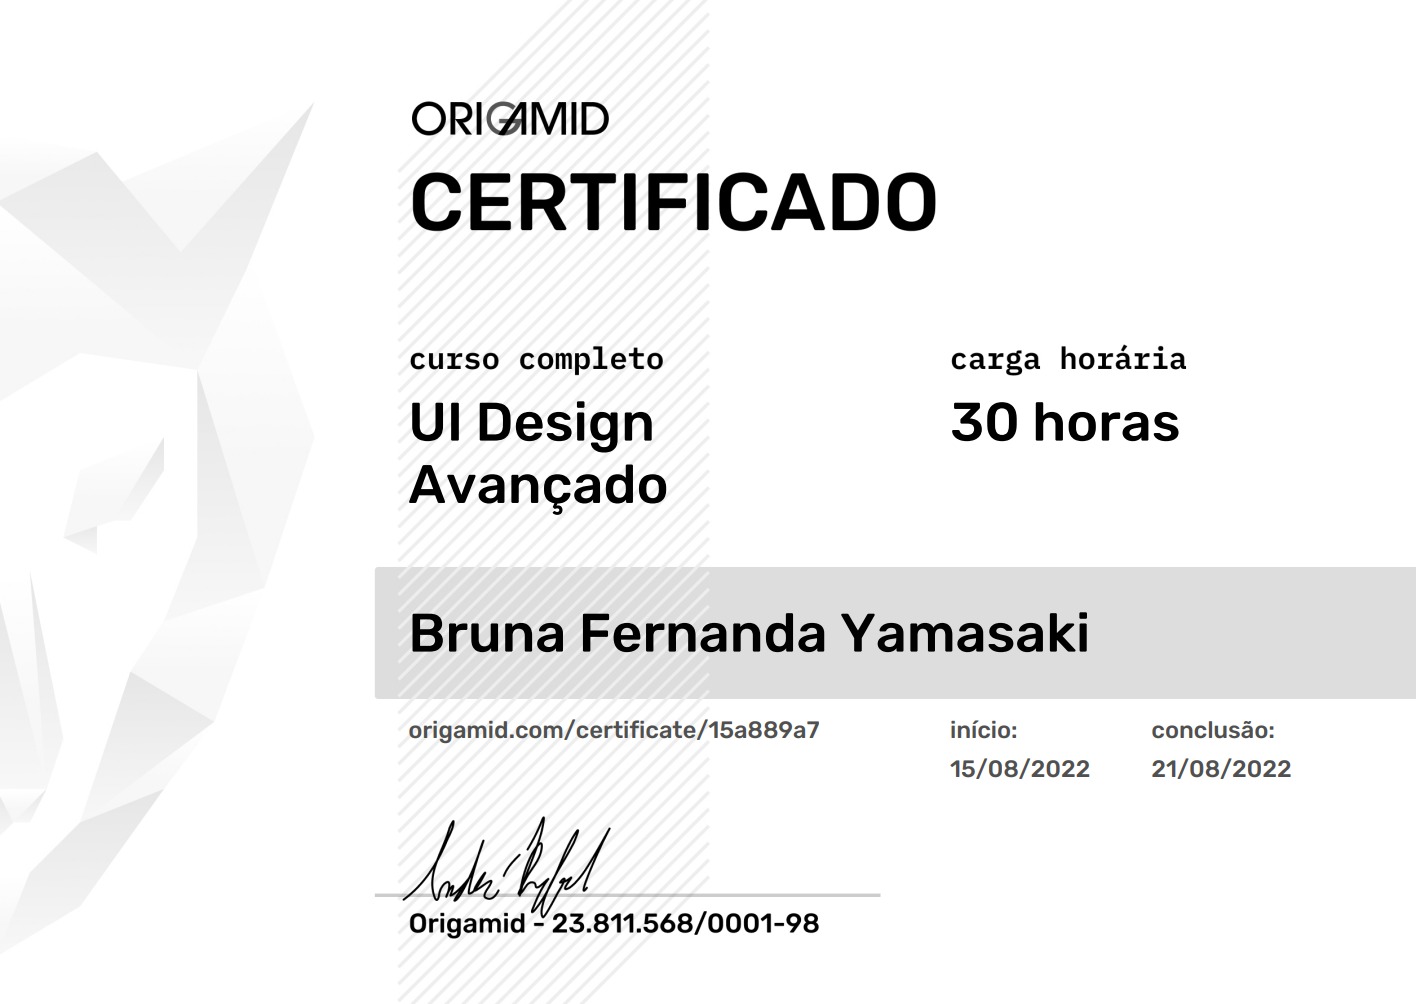 ORIGAMID
CERTIFICADO
curso completo
UI Design
Avançado
carga horária
30 horas
Bruna Fernanda Yamasaki
origamid.com/certificate/15a889a7
início:
15/08/2022
conclusão:
21/08/2022
Origamid - 23.811.568/0001-98